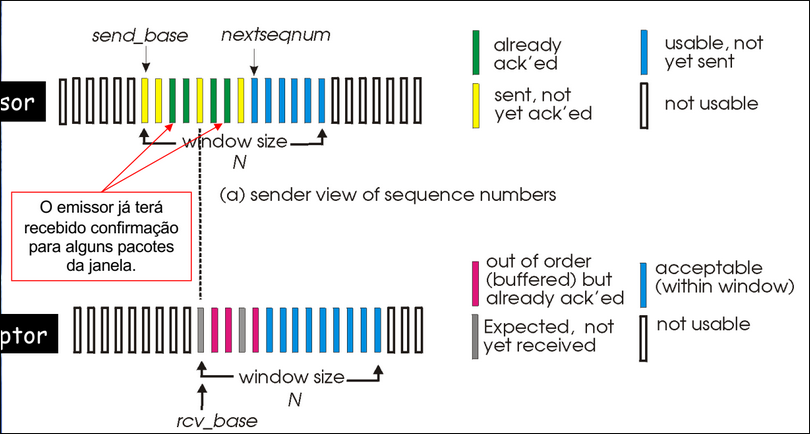 send_base
nextseqnum
already
ack'ed
usable, not
yet sent
sent, not
yet ack'ed
not usable
sor
window size
N
(a) sender view of sequence numbers
O emissor já terá
recebido confirmação
para alguns pacotes
da janela.
out of order
(buffered) but
already ack'ed
acceptable
(within window)
Expected, not
yet received
not usable
ptor
window size
N
rcv_base